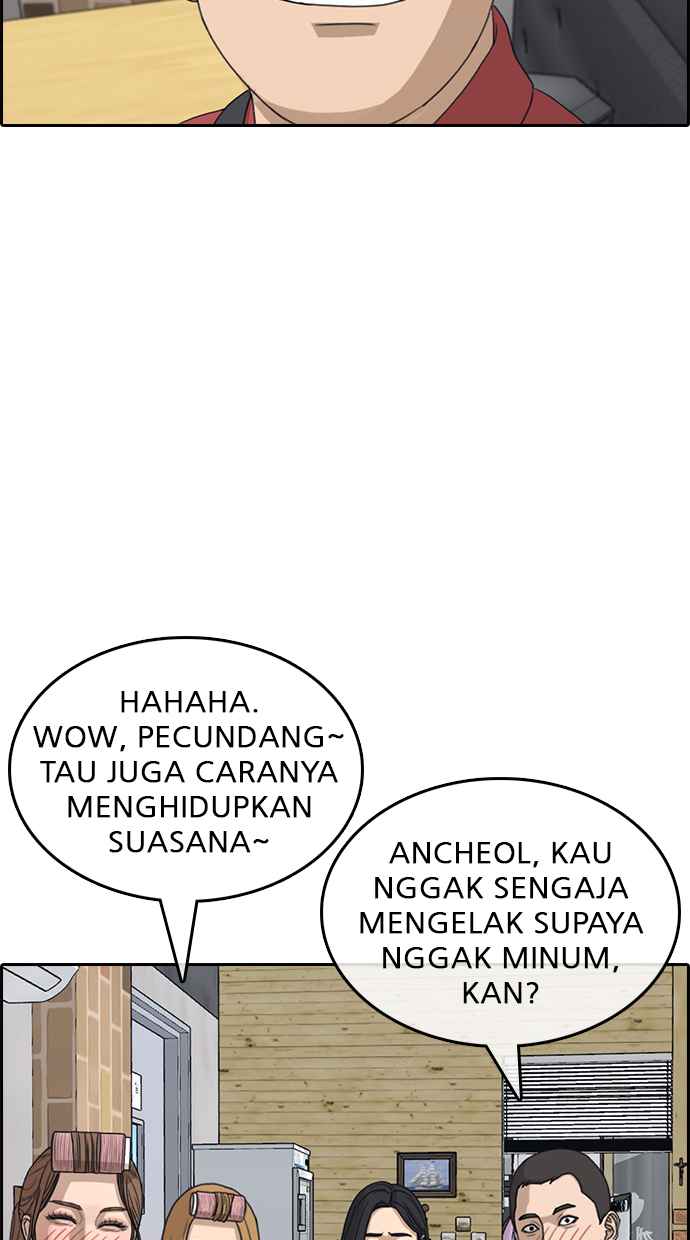 HAHAHA.
WOW, PECUNDANG~
TAU JUGA CARANYA
MENGHIDUPKAN
SUASANA~
ANCHEOL, KAU
NGGAK SENGAJA
MENGELAK SUPAYA
NGGAK MINUM,
KAN?